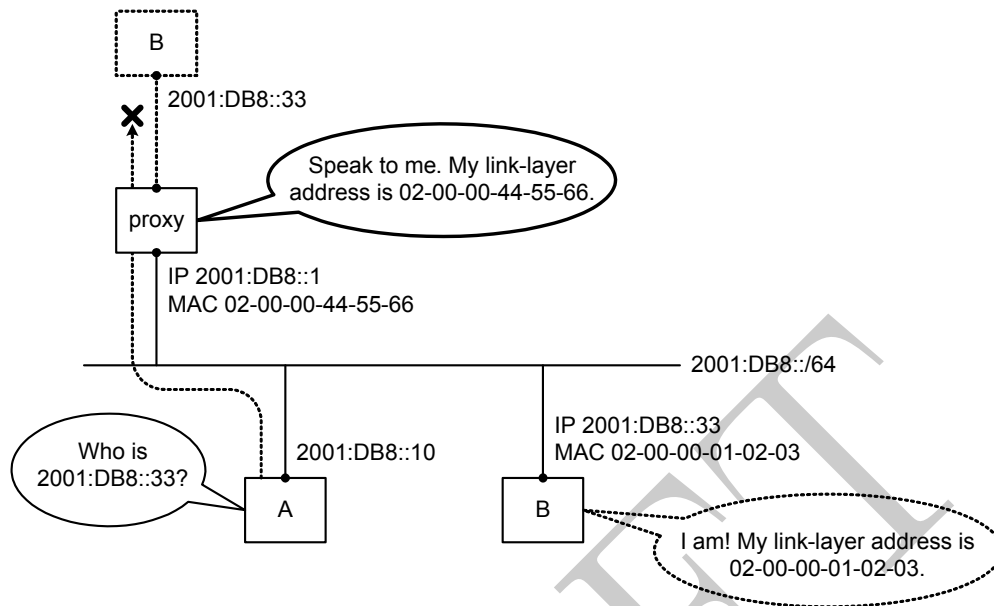 B
2001:DB8::33
Speak to me. My link-layer
address is 02-00-00-44-55-66.
proxy
IP 2001:DB8::1
MAC 02-00-00-44-55-66
2001:DB8::/64
Who is
2001:DB8::33?
2001:DB8::10
IP 2001:DB8::33
MAC 02-00-00-01-02-03
A
B
I am! My link-layer address is
02-00-00-01-02-03.
FT